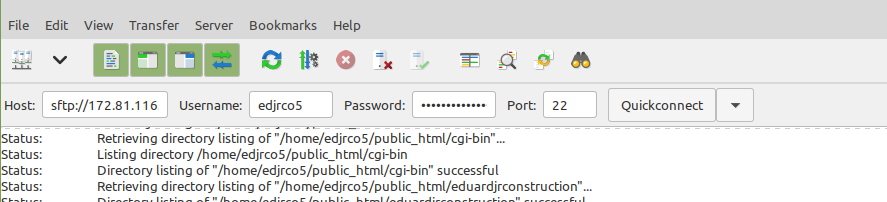 File Edit View Transfer Server Bookmarks Help
Host: sftp://172.81.116 Username: edjrco5 Password: ••••••••••••• Port: 22 Quickconnect
Status: Retrieving directory listing of "/home/edjrco5/public_html/cgi-bin"...
Status: Listing directory /home/edjrco5/public_html/cgi-bin
Status: Directory listing of "/home/edjrco5/public_html/cgi-bin" successful
Status: Retrieving directory listing of "/home/edjrco5/public_html/eduardjrconstruction"...
Status: Directory listing of "/home/edjrco5/public_html/eduardjrconstruction" successful